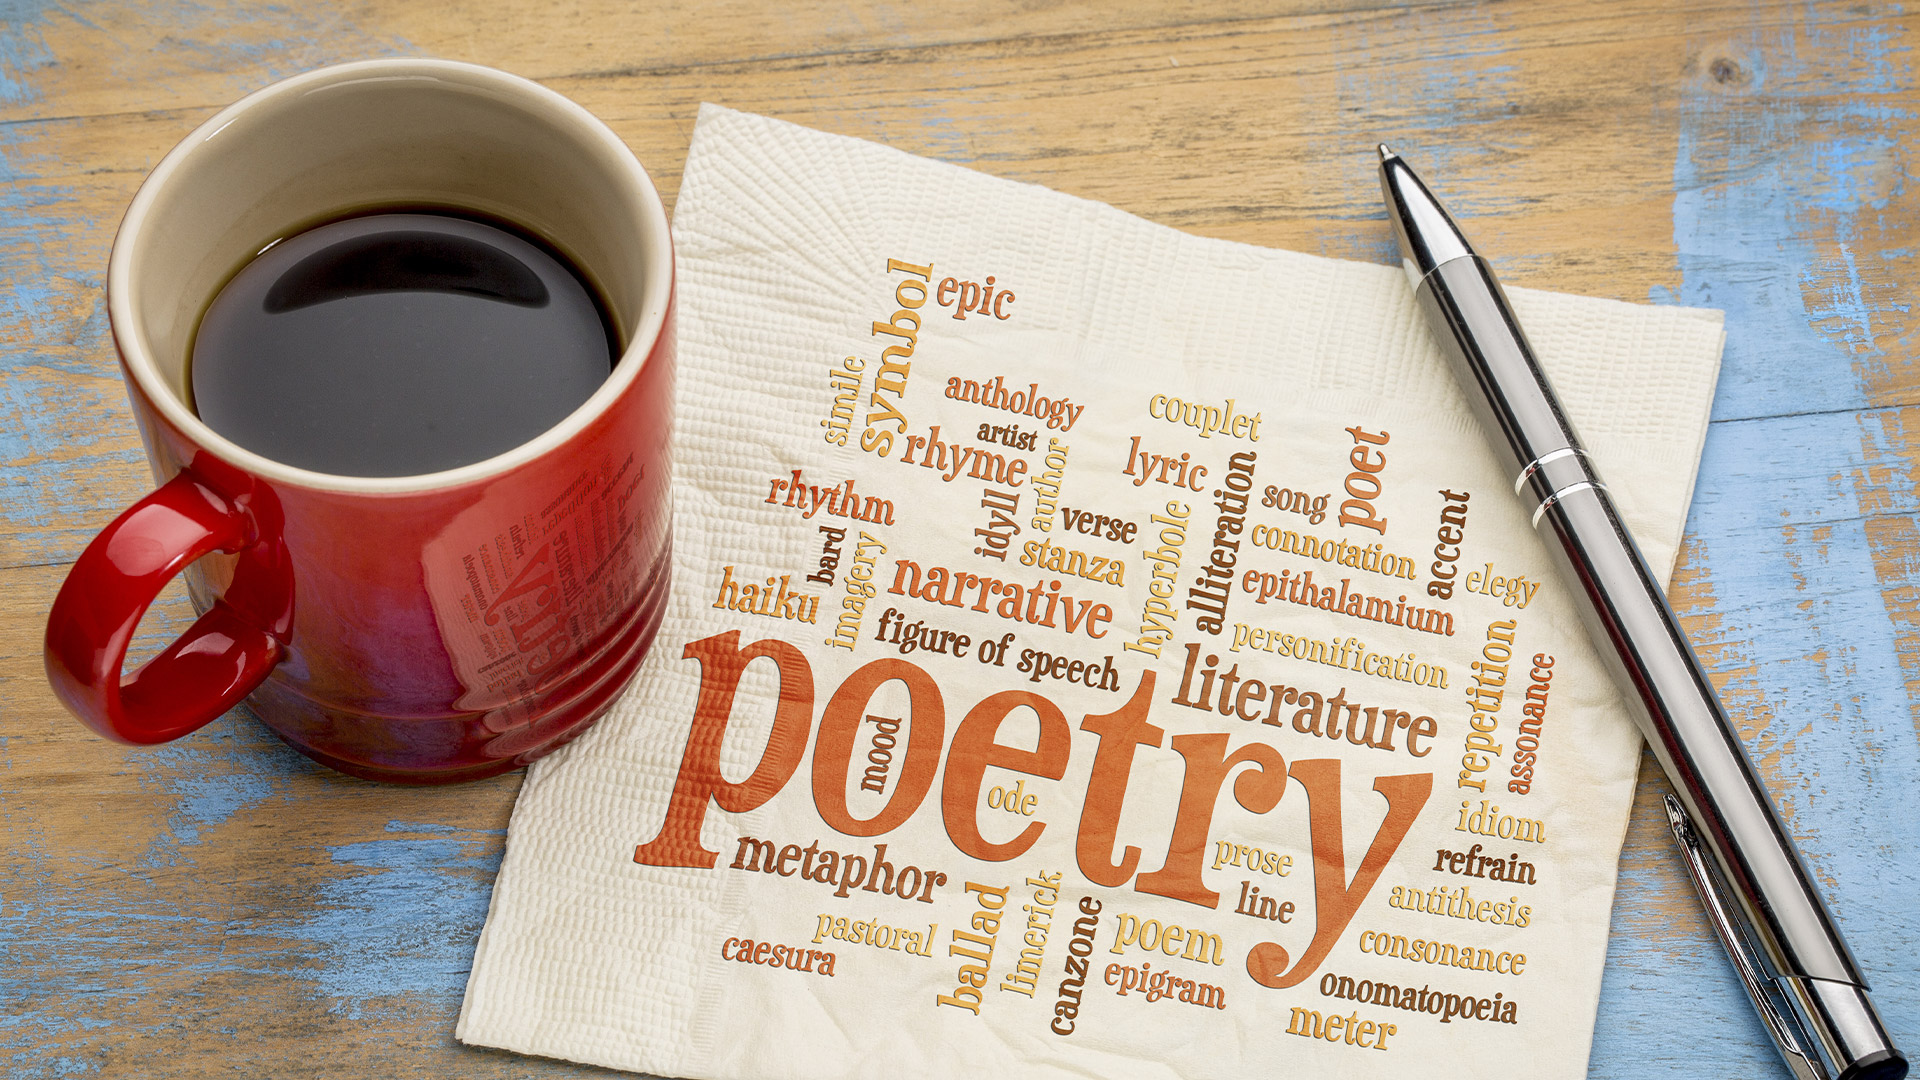 symbol
epic
simile
anthology
artist
rhyme
author
couplet
lyric
poet
song
rhythm
idyll
verse
alliteration
connotation
accent
bard
imagery
stanza
hyperbole
epithalamium
elegy
haiku
narrative
figure of speech
personification
literature
repetition
assonance
poetry
mood
ode
idiom
metaphor
prose
refrain
line
antithesis
pastoral
ballad
limerick
canzone
poem
consonance
caesura
epigram
onomatopoeia
meter